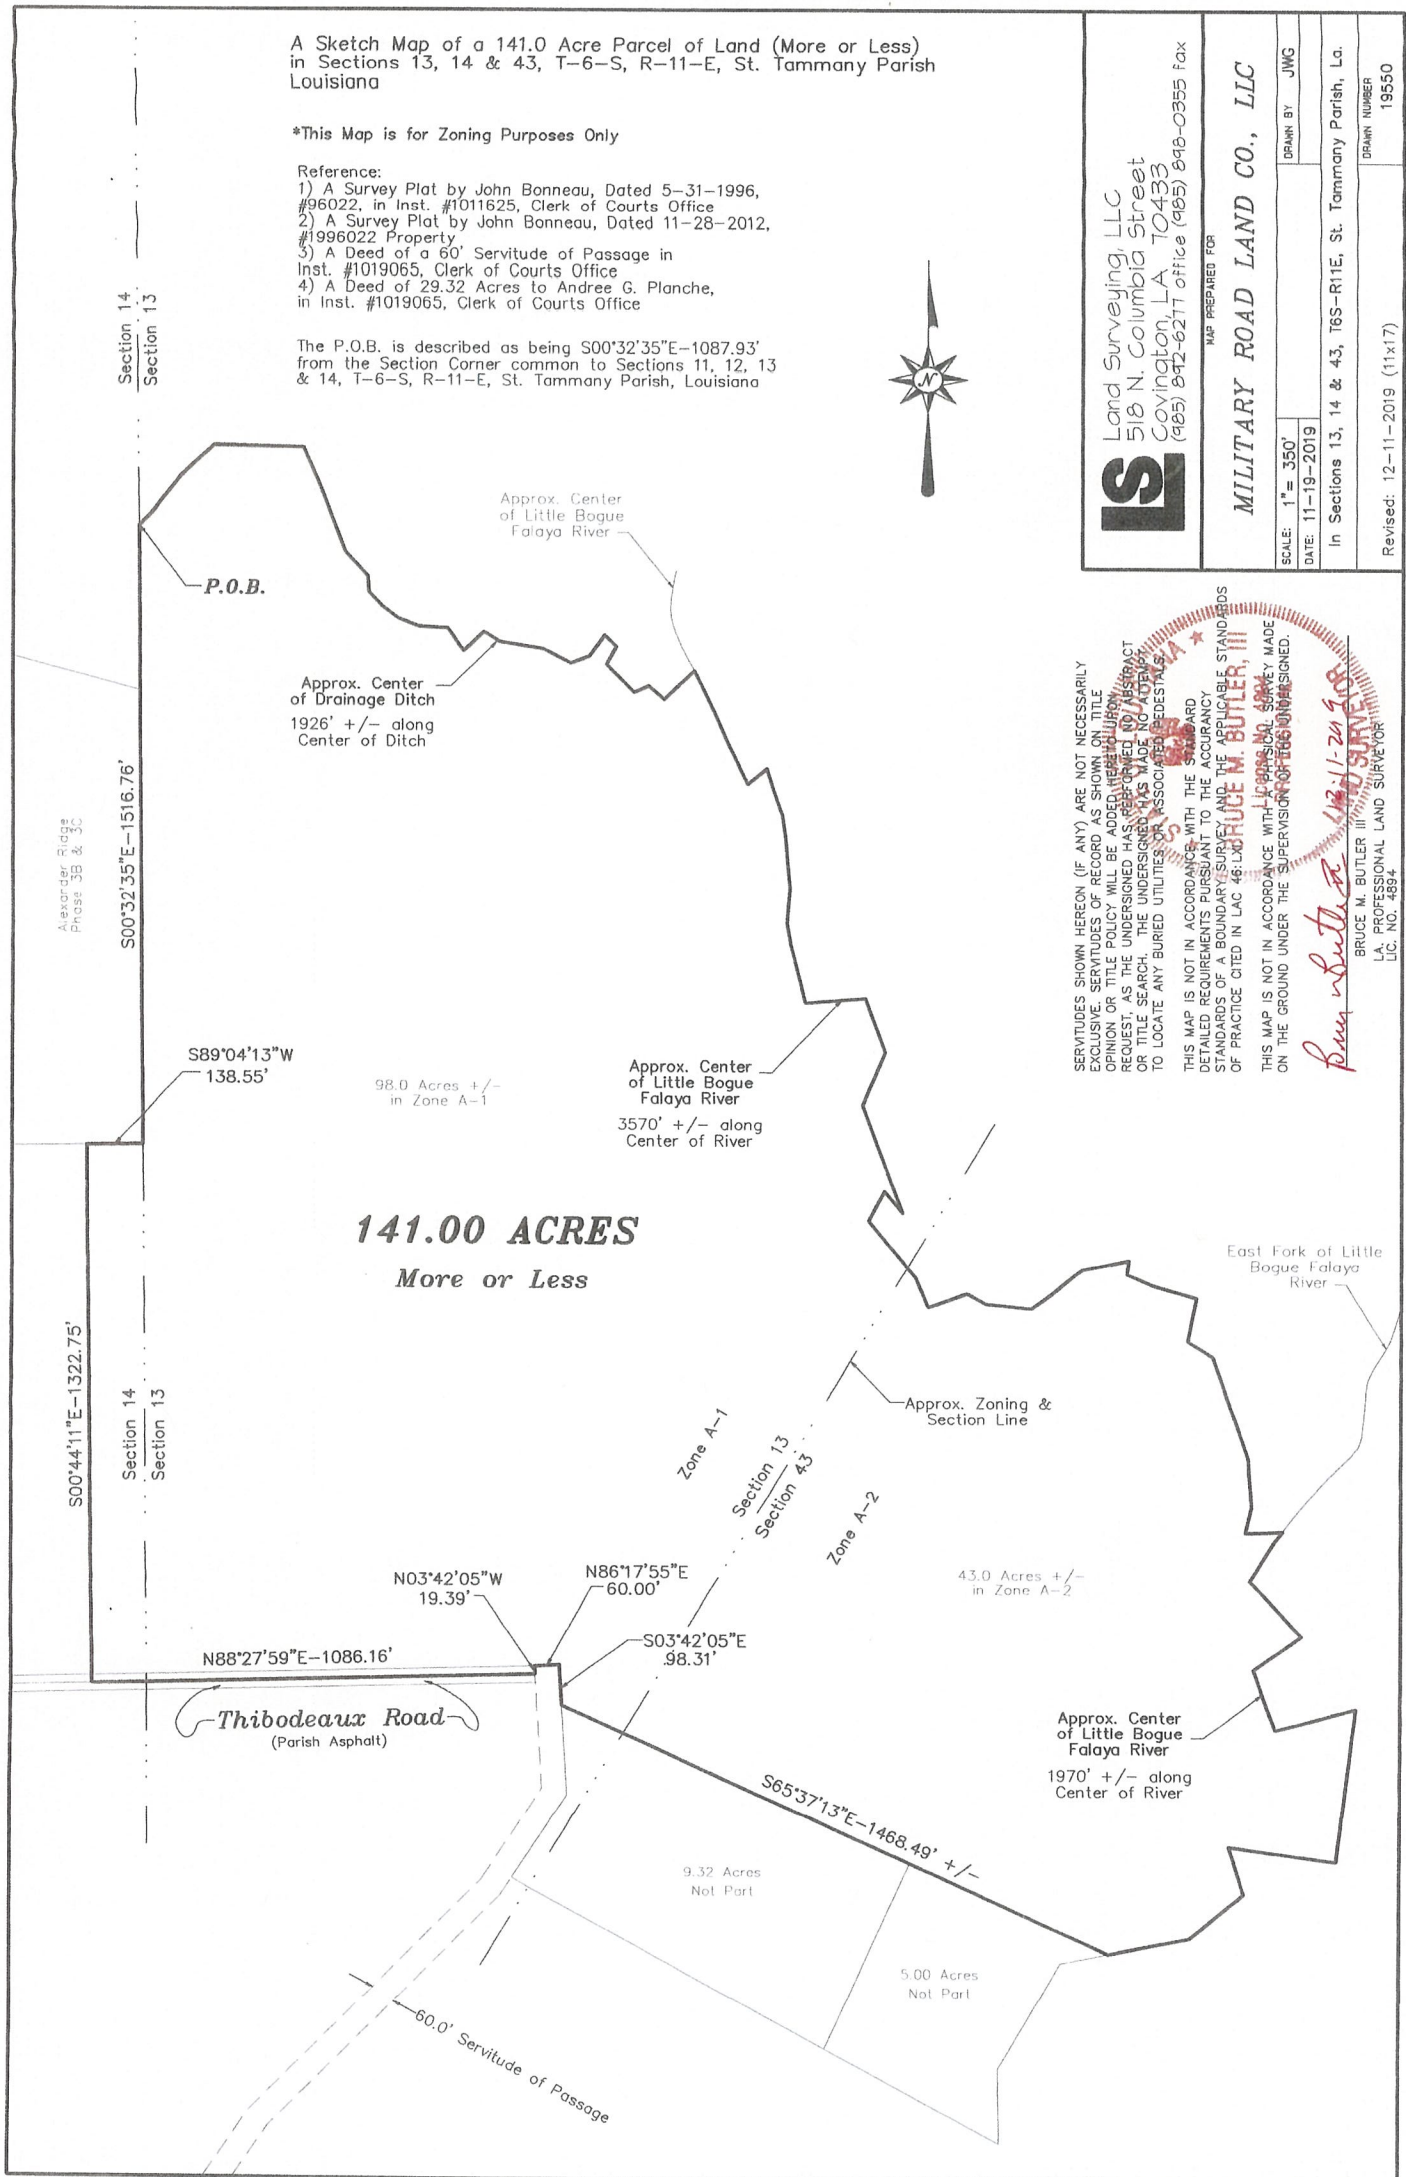 A Sketch Map of a 141.0 Acre Parcel of Land (More or Less)
in Sections 13, 14 & 43, T-6-S, R-11-E, St. Tammany Parish
Louisiana
*This Map is for Zoning Purposes Only
Reference:
1) A Survey Plat by John Bonneau, Dated 5-31-1996,
#96022, in Inst. #1011625, Clerk of Courts Office
2) A Survey Plat by John Bonneau, Dated 11-28-2012,
#1996022 Property
3) A Deed of a 60' Servitude of Passage in
Inst. #1019065, Clerk of Courts Office
4) A Deed of 29.32 Acres to Andree G. Planche,
in Inst. #1019065, Clerk of Courts Office
The P.O.B. is described as being S00°32'35"E-1087.93'
from the Section Corner common to Sections 11, 12, 13
& 14, T-6-S, R-11-E, St. Tammany Parish, Louisiana
Section 14
Section 13
N
Approx. Center
of Little Bogue
Falaya River
P.O.B.
Approx. Center
of Drainage Ditch
1926' +/- along
Center of Ditch
Alexander Ridge
Phase 3B & 3C
S00°32'35"E-1516.76'
S89°04'13"W
138.55'
98.0 Acres +/-
in Zone A-1
Approx. Center
of Little Bogue
Falaya River
3570' +/- along
Center of River
141.00 ACRES
More or Less
East Fork of Little
Bogue Falaya
River
S00°44'11"E-1322.75'
Section 14
Section 13
Approx. Zoning &
Section Line
Zone A-1
Section 13
Section 43
Zone A-2
43.0 Acres +/-
in Zone A-2
N03°42'05"W
19.39'
N86°17'55"E
60.00'
S03°42'05"E
98.31'
N88°27'59"E-1086.16'
Thibodeaux Road
(Parish Asphalt)
Approx. Center
of Little Bogue
Falaya River
1970' +/- along
Center of River
S65°37'13"E-1468.49' +/-
9.32 Acres
Not Part
5.00 Acres
Not Part
60.0' Servitude of Passage
LS
Land Surveying, LLC
518 N. Columbia Street
Covington, LA 70433
(985) 892-6277 office (985) 898-0355 fax
MAP PREPARED FOR
MILITARY ROAD LAND CO., LLC
SCALE: 1"= 350'
DRAWN BY JWG
DATE: 11-19-2019
In Sections 13, 14 & 43, T6S-R11E, St. Tammany Parish, La.
Revised: 12-11-2019 (11x17)
DRAWN NUMBER
19550
SERVITUDES SHOWN HEREON (IF ANY) ARE NOT NECESSARILY
EXCLUSIVE. SERVITUDES OF RECORD AS SHOWN ON TITLE
OPINION OR TITLE POLICY WILL BE ADDED HERETO UPON
REQUEST, AS THE UNDERSIGNED HAS PERFORMED NO ABSTRACT
OR TITLE SEARCH. THE UNDERSIGNED HAS MADE NO ATTEMPT
TO LOCATE ANY BURIED UTILITIES OR ASSOCIATED PEDESTALS.
THIS MAP IS NOT IN ACCORDANCE WITH THE STANDARD
DETAILED REQUIREMENTS PURSUANT TO THE ACCURANCY
STANDARDS OF A BOUNDARY SURVEY AND THE APPLICABLE STANDARDS
OF PRACTICE CITED IN LAC 46:LXI
THIS MAP IS NOT IN ACCORDANCE WITH A PHYSICAL SURVEY MADE
ON THE GROUND UNDER THE SUPERVISION OF THE UNDERSIGNED.
STATE OF LOUISIANA
BRUCE M. BUTLER, III
License No. 4894
PROFESSIONAL
LAND SURVEYOR
BRUCE M. BUTLER III
LA. PROFESSIONAL LAND SURVEYOR
LIC. NO. 4894